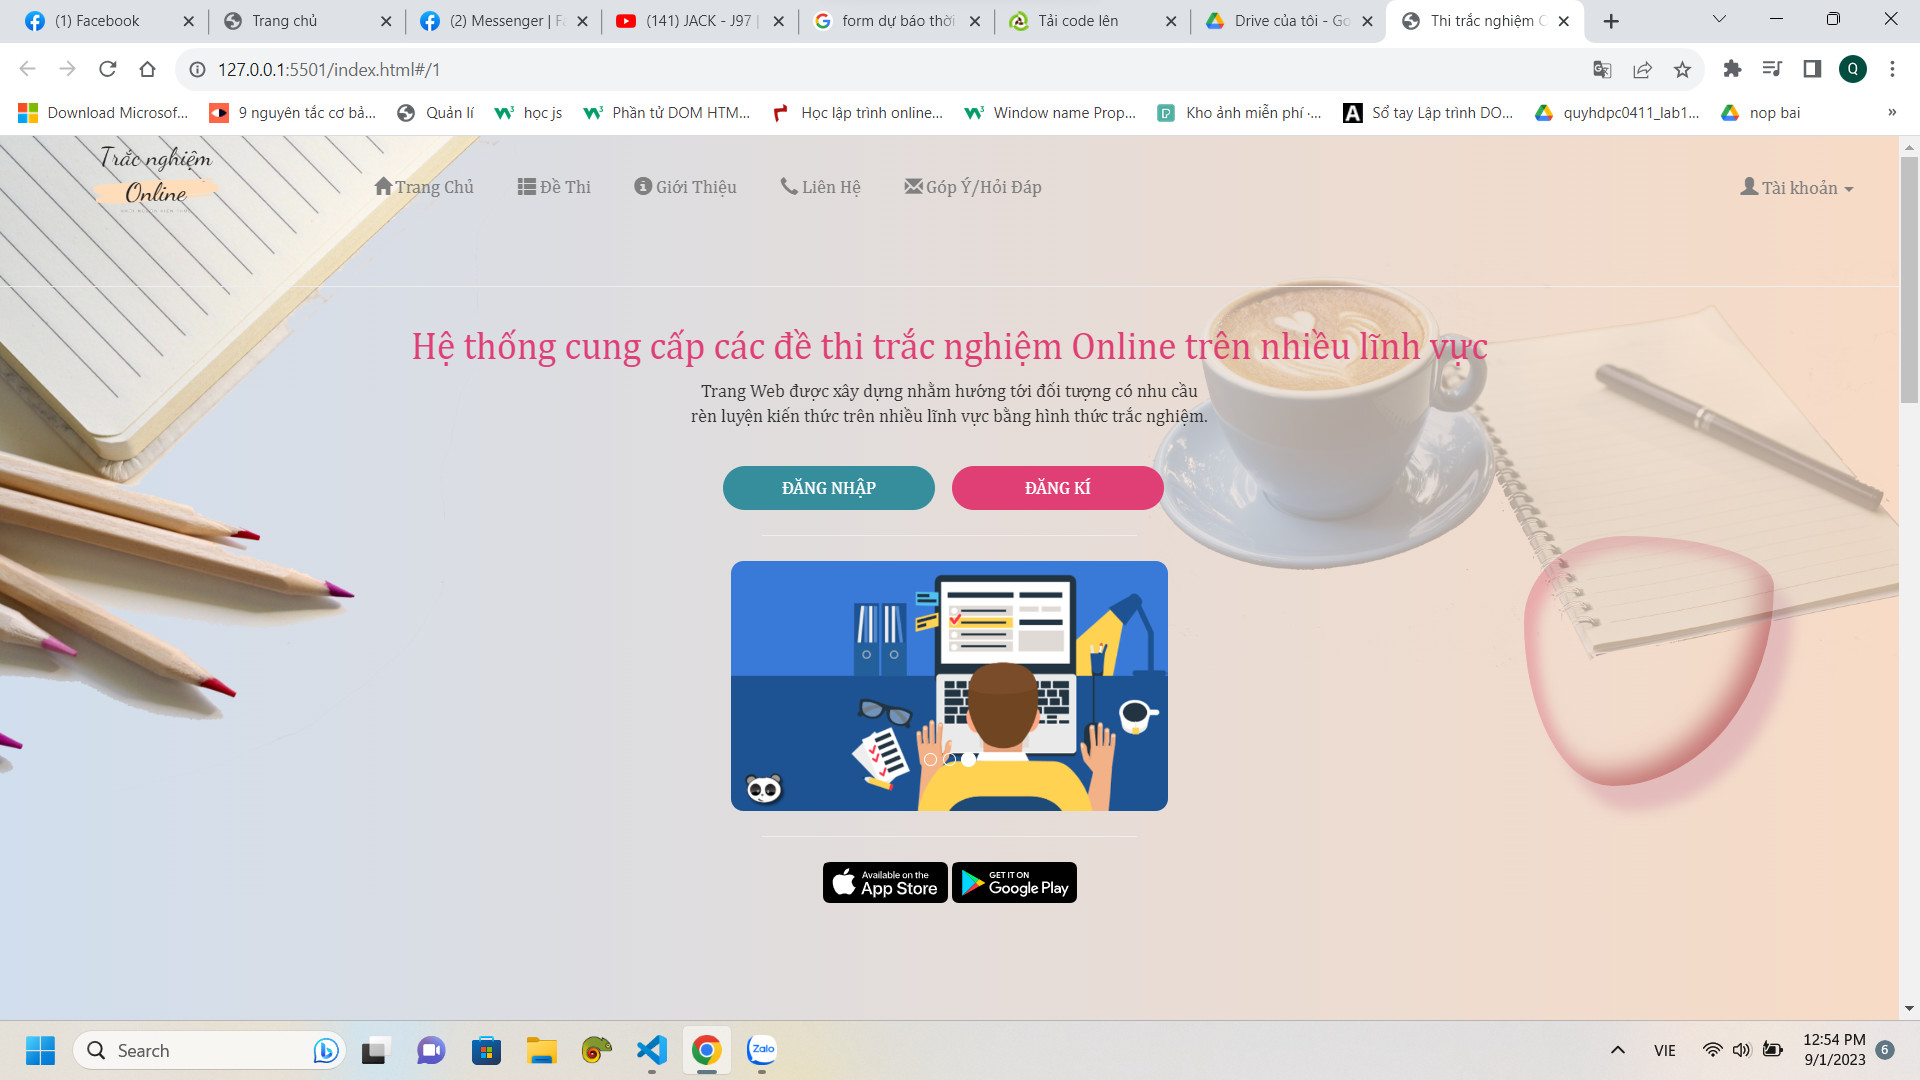 (1) Facebook
Trang chủ
(2) Messenger | Fa
(141) JACK - J97 |
form dự báo thời
Tải code lên
Drive của tôi - Go
Thi trắc nghiệm O
127.0.0.1:5501/index.html#/1
Q
Download Microsof...
9 nguyên tắc cơ bả...
Quản lí
học js
Phần tử DOM HTM...
Học lập trình online...
Window name Prop...
Kho ảnh miễn phí ·...
Sổ tay Lập trình DO...
quyhdpc0411_lab1...
nop bai
»
Trắc nghiệm
Online
Trang Chủ
Đề Thi
Giới Thiệu
Liên Hệ
Góp Ý/Hỏi Đáp
Tài khoản
Hệ thống cung cấp các đề thi trắc nghiệm Online trên nhiều lĩnh vực
Trang Web được xây dựng nhằm hướng tới đối tượng có nhu cầu
rèn luyện kiến thức trên nhiều lĩnh vực bằng hình thức trắc nghiệm.
ĐĂNG NHẬP
ĐĂNG KÍ
Available on the
App Store
GET IT ON
Google Play
Search
Zalo
VIE
12:54 PM
9/1/2023
6